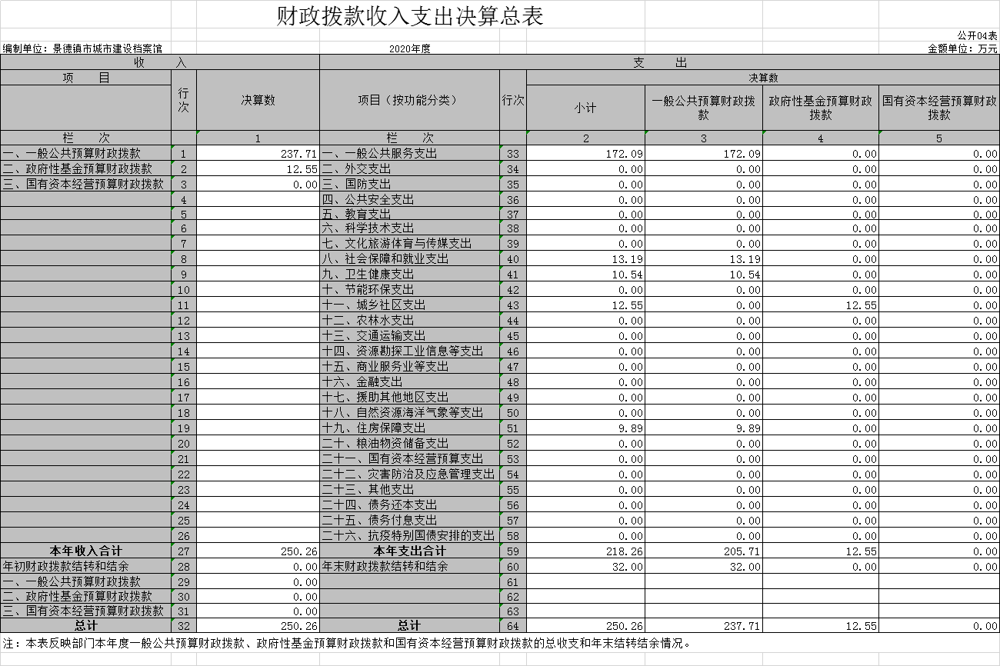 财政拨款收入支出决算总表
公开04表
编制单位：景德镇市城市建设档案馆 2020年度 金额单位：万元
收 入 支 出
项 目 行次 决算数 项目（按功能分类） 行次 决算数
小计 一般公共预算财政拨款 政府性基金预算财政拨款 国有资本经营预算财政拨款
栏 次 1 栏 次 2 3 4 5
一、一般公共预算财政拨款 1 237.71 一、一般公共服务支出 33 172.09 172.09 0.00 0.00
二、政府性基金预算财政拨款 2 12.55 二、外交支出 34 0.00 0.00 0.00 0.00
三、国有资本经营预算财政拨款 3 0.00 三、国防支出 35 0.00 0.00 0.00 0.00
4 四、公共安全支出 36 0.00 0.00 0.00 0.00
5 五、教育支出 37 0.00 0.00 0.00 0.00
6 六、科学技术支出 38 0.00 0.00 0.00 0.00
7 七、文化旅游体育与传媒支出 39 0.00 0.00 0.00 0.00
8 八、社会保障和就业支出 40 13.19 13.19 0.00 0.00
9 九、卫生健康支出 41 10.54 10.54 0.00 0.00
10 十、节能环保支出 42 0.00 0.00 0.00 0.00
11 十一、城乡社区支出 43 12.55 0.00 12.55 0.00
12 十二、农林水支出 44 0.00 0.00 0.00 0.00
13 十三、交通运输支出 45 0.00 0.00 0.00 0.00
14 十四、资源勘探工业信息等支出 46 0.00 0.00 0.00 0.00
15 十五、商业服务业等支出 47 0.00 0.00 0.00 0.00
16 十六、金融支出 48 0.00 0.00 0.00 0.00
17 十七、援助其他地区支出 49 0.00 0.00 0.00 0.00
18 十八、自然资源海洋气象等支出 50 0.00 0.00 0.00 0.00
19 十九、住房保障支出 51 9.89 9.89 0.00 0.00
20 二十、粮油物资储备支出 52 0.00 0.00 0.00 0.00
21 二十一、国有资本经营预算支出 53 0.00 0.00 0.00 0.00
22 二十二、灾害防治及应急管理支出 54 0.00 0.00 0.00 0.00
23 二十三、其他支出 55 0.00 0.00 0.00 0.00
24 二十四、债务还本支出 56 0.00 0.00 0.00 0.00
25 二十五、债务付息支出 57 0.00 0.00 0.00 0.00
26 二十六、抗疫特别国债安排的支出 58 0.00 0.00 0.00 0.00
本年收入合计 27 250.26 本年支出合计 59 218.26 205.71 12.55 0.00
年初财政拨款结转和结余 28 0.00 年末财政拨款结转和结余 60 32.00 32.00 0.00 0.00
一、一般公共预算财政拨款 29 0.00 61
二、政府性基金预算财政拨款 30 0.00 62
三、国有资本经营预算财政拨款 31 0.00 63
总计 32 250.26 总计 64 250.26 237.71 12.55 0.00
注：本表反映部门本年度一般公共预算财政拨款、政府性基金预算财政拨款和国有资本经营预算财政拨款的总收支和年末结转结余情况。